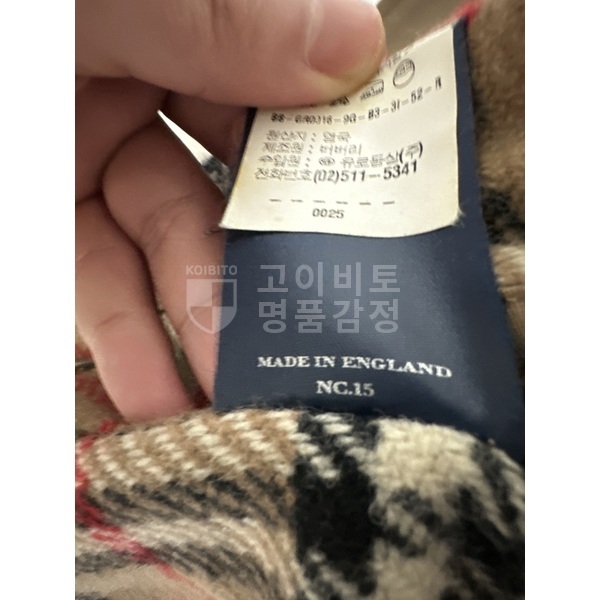 원산지 : 영국
제조원 : 버버리
수입원 : 유로통상(주)
전화번호(02)511-5341
- - - - - -
0025
KOIBITO
고이비토
명품감정
MADE IN ENGLAND
NC.15